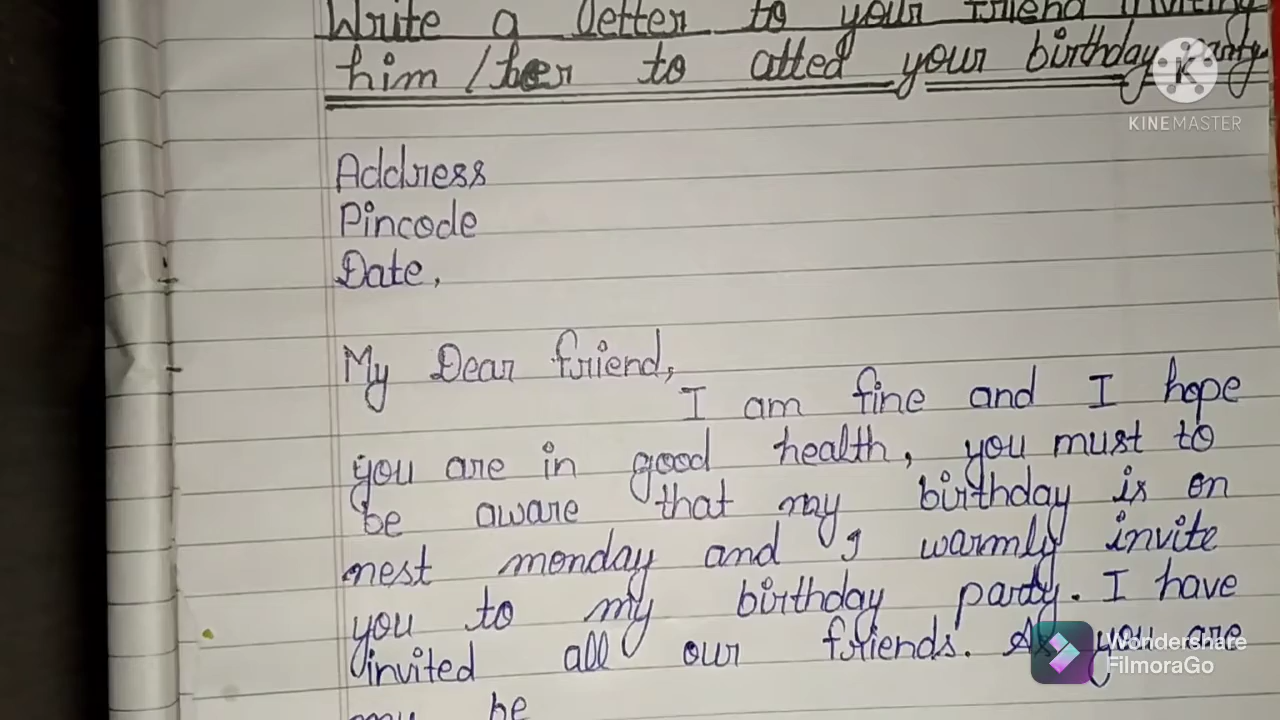 Write a letter to your friend inviting
him / her to atted your birthday party
KINEMASTER
Address
Pincode
Date,
My Dear friend,
I am fine and I hope
you are in good health, you must to
be aware that my birthday is on
nest monday and I warmly invite
you to my birthday party. I have
invited all our friends. As you are
my be
Wondershare
FilmoraGo